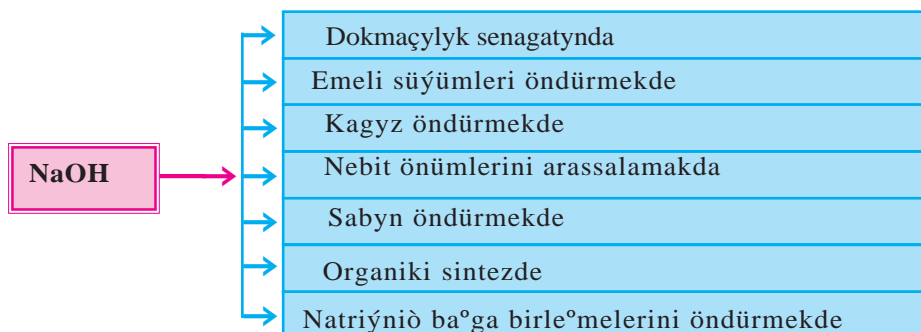 Dokmaçylyk senagatynda
Emeli süýümleri öndürmekde
Kagyz öndürmekde
NaOH
Nebit önümlerini arassalamakda
Sabyn öndürmekde
Organiki sintezde
Natriýniò baºga birleºmelerini öndürmekde